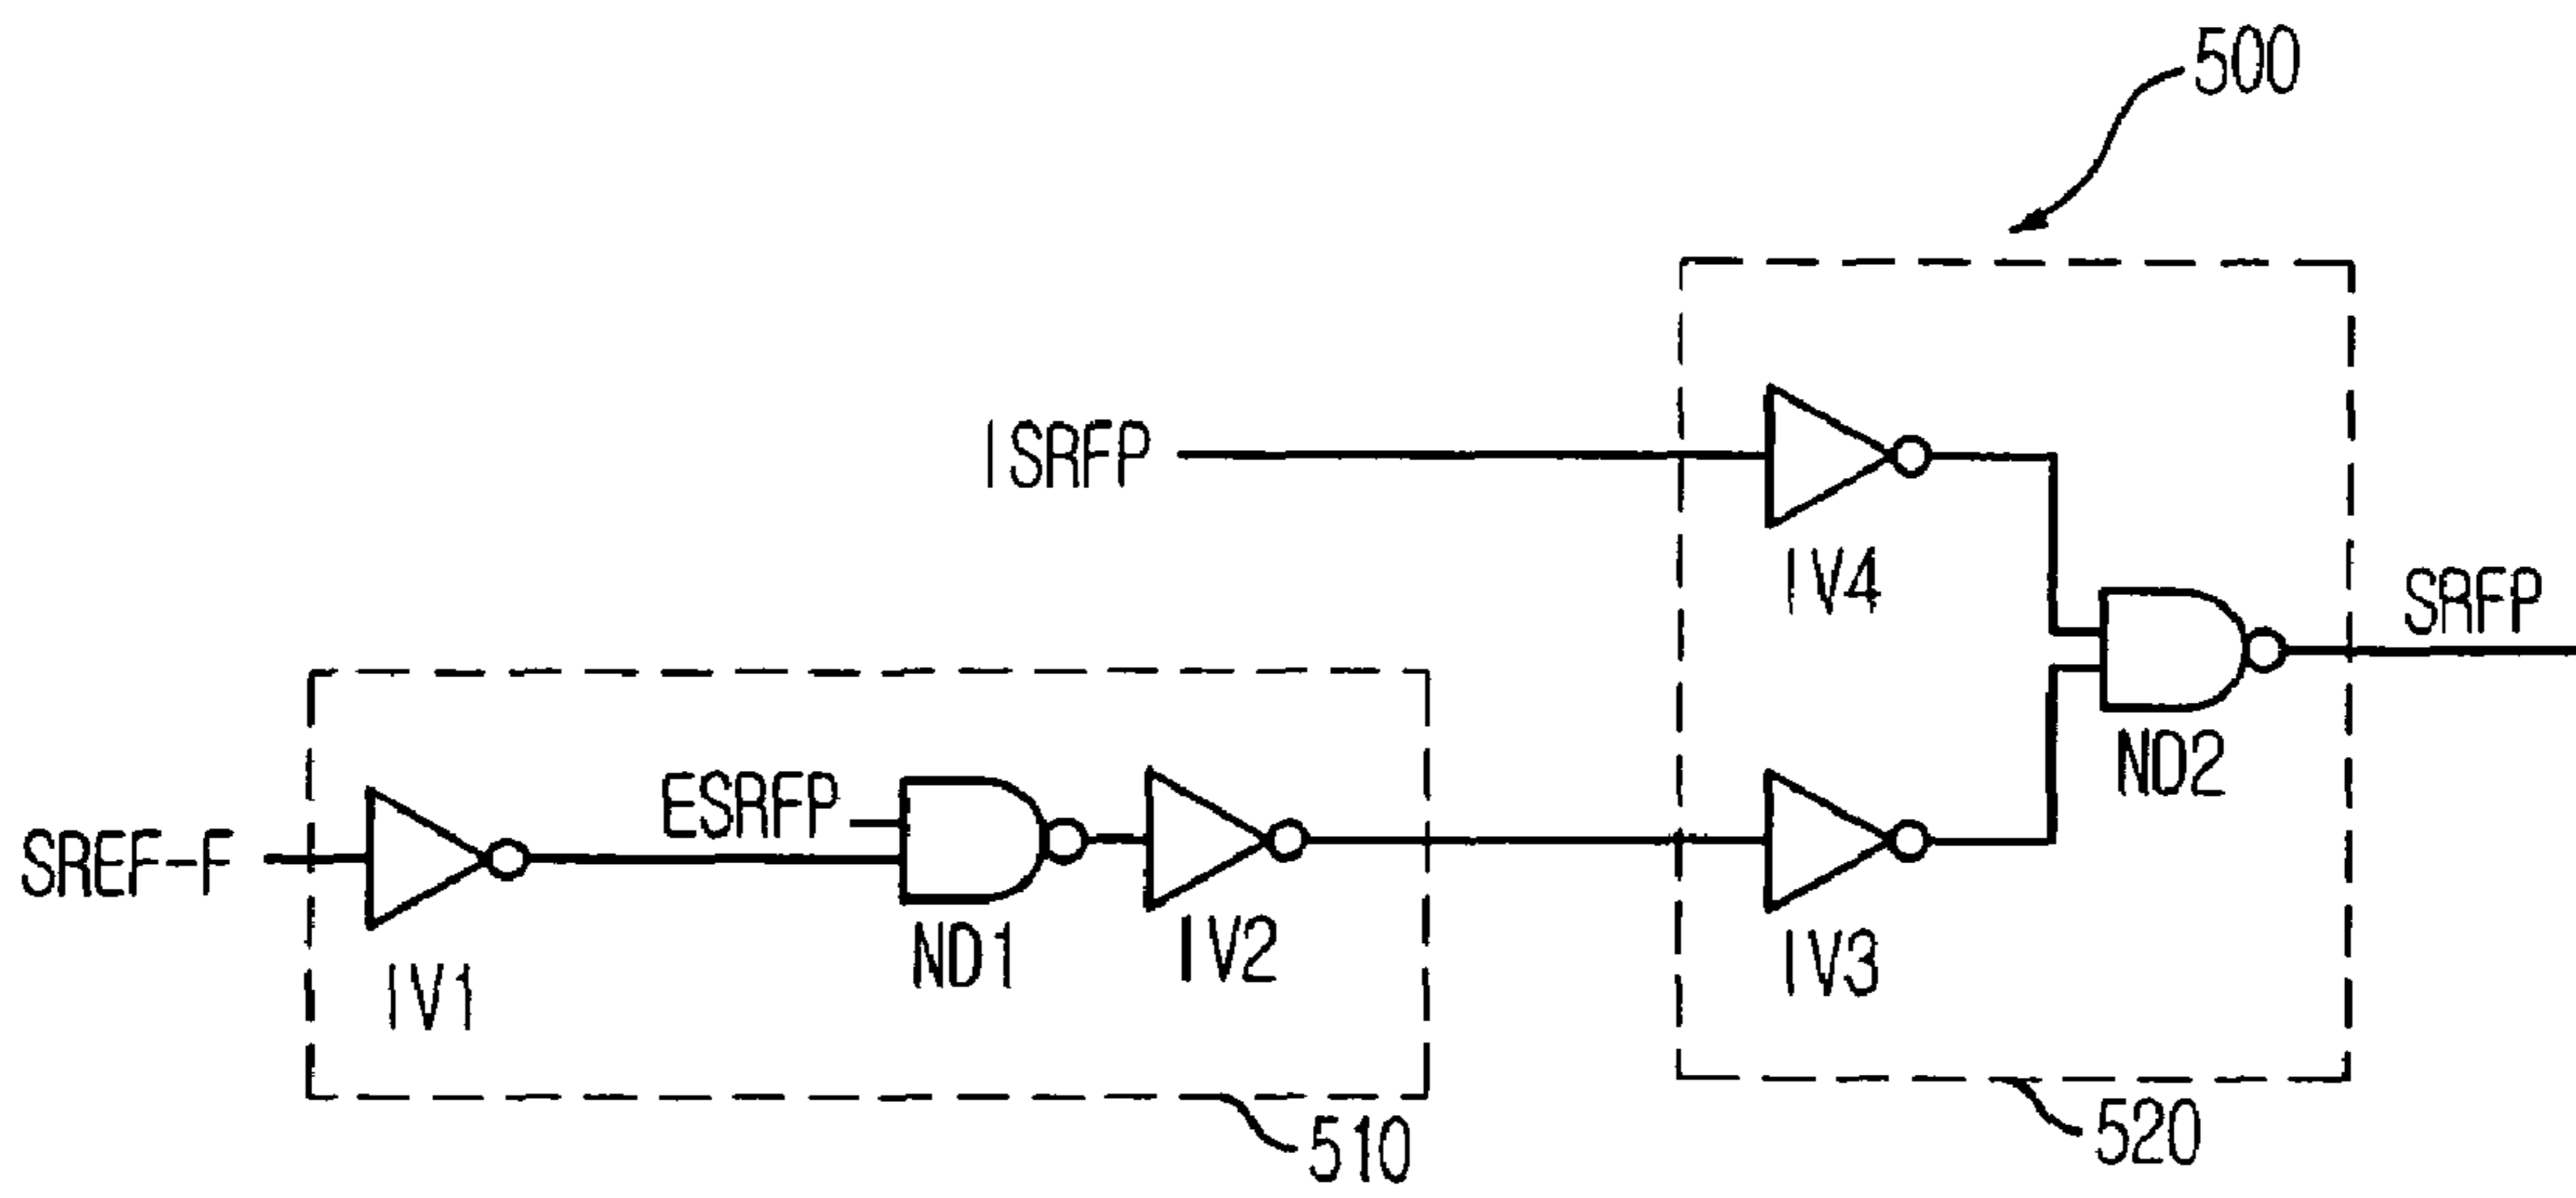 500
ISRFP
IV4
SRFP
ND2
ESRFP
SREF-F
ND1
IV2
IV3
IV1
520
510